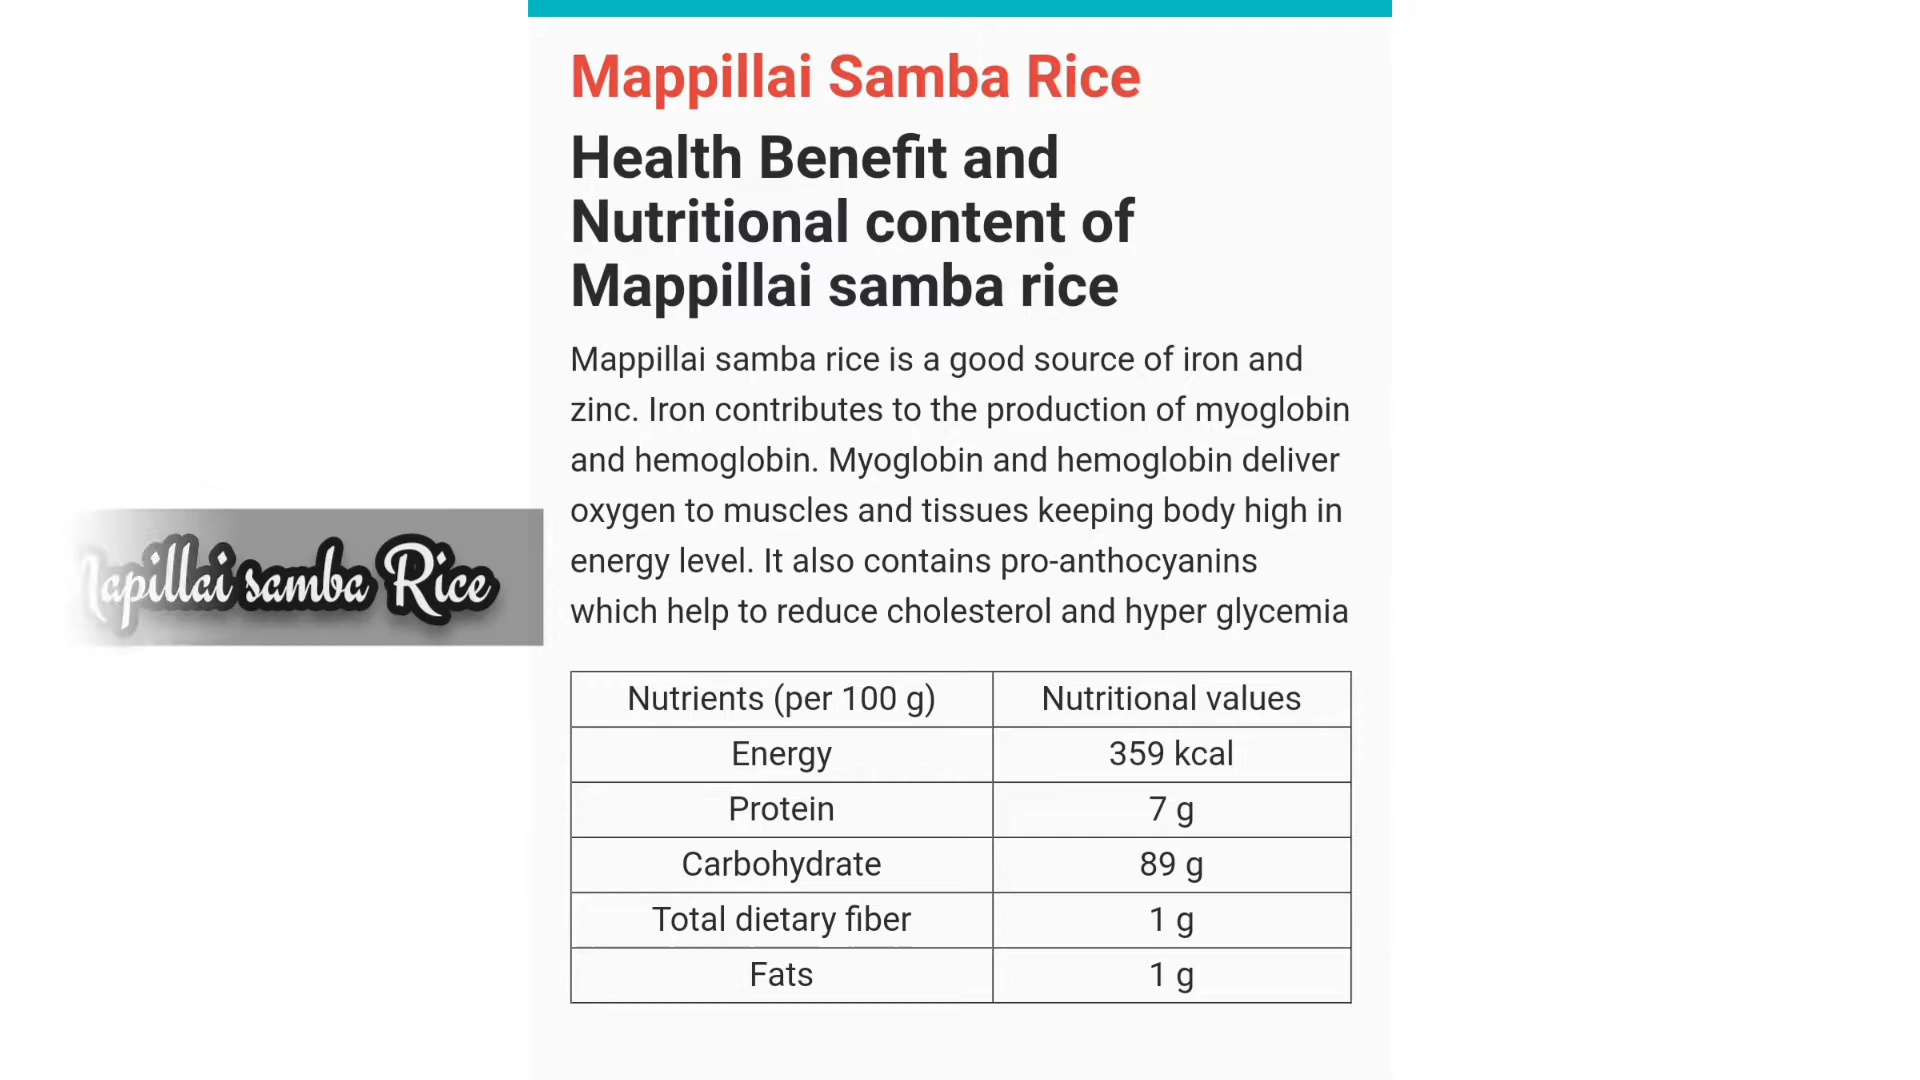 Mappillai Samba Rice
Health Benefit and
Nutritional content of
Mappillai samba rice
Mappillai samba rice is a good source of iron and
zinc. Iron contributes to the production of myoglobin
and hemoglobin. Myoglobin and hemoglobin deliver
oxygen to muscles and tissues keeping body high in
energy level. It also contains pro-anthocyanins
which help to reduce cholesterol and hyper glycemia
samba Rice
Nutrients (per 100 g) Nutritional values
Energy 359 kcal
Protein 7 g
Carbohydrate 89 g
Total dietary fiber 1 g
Fats 1 g